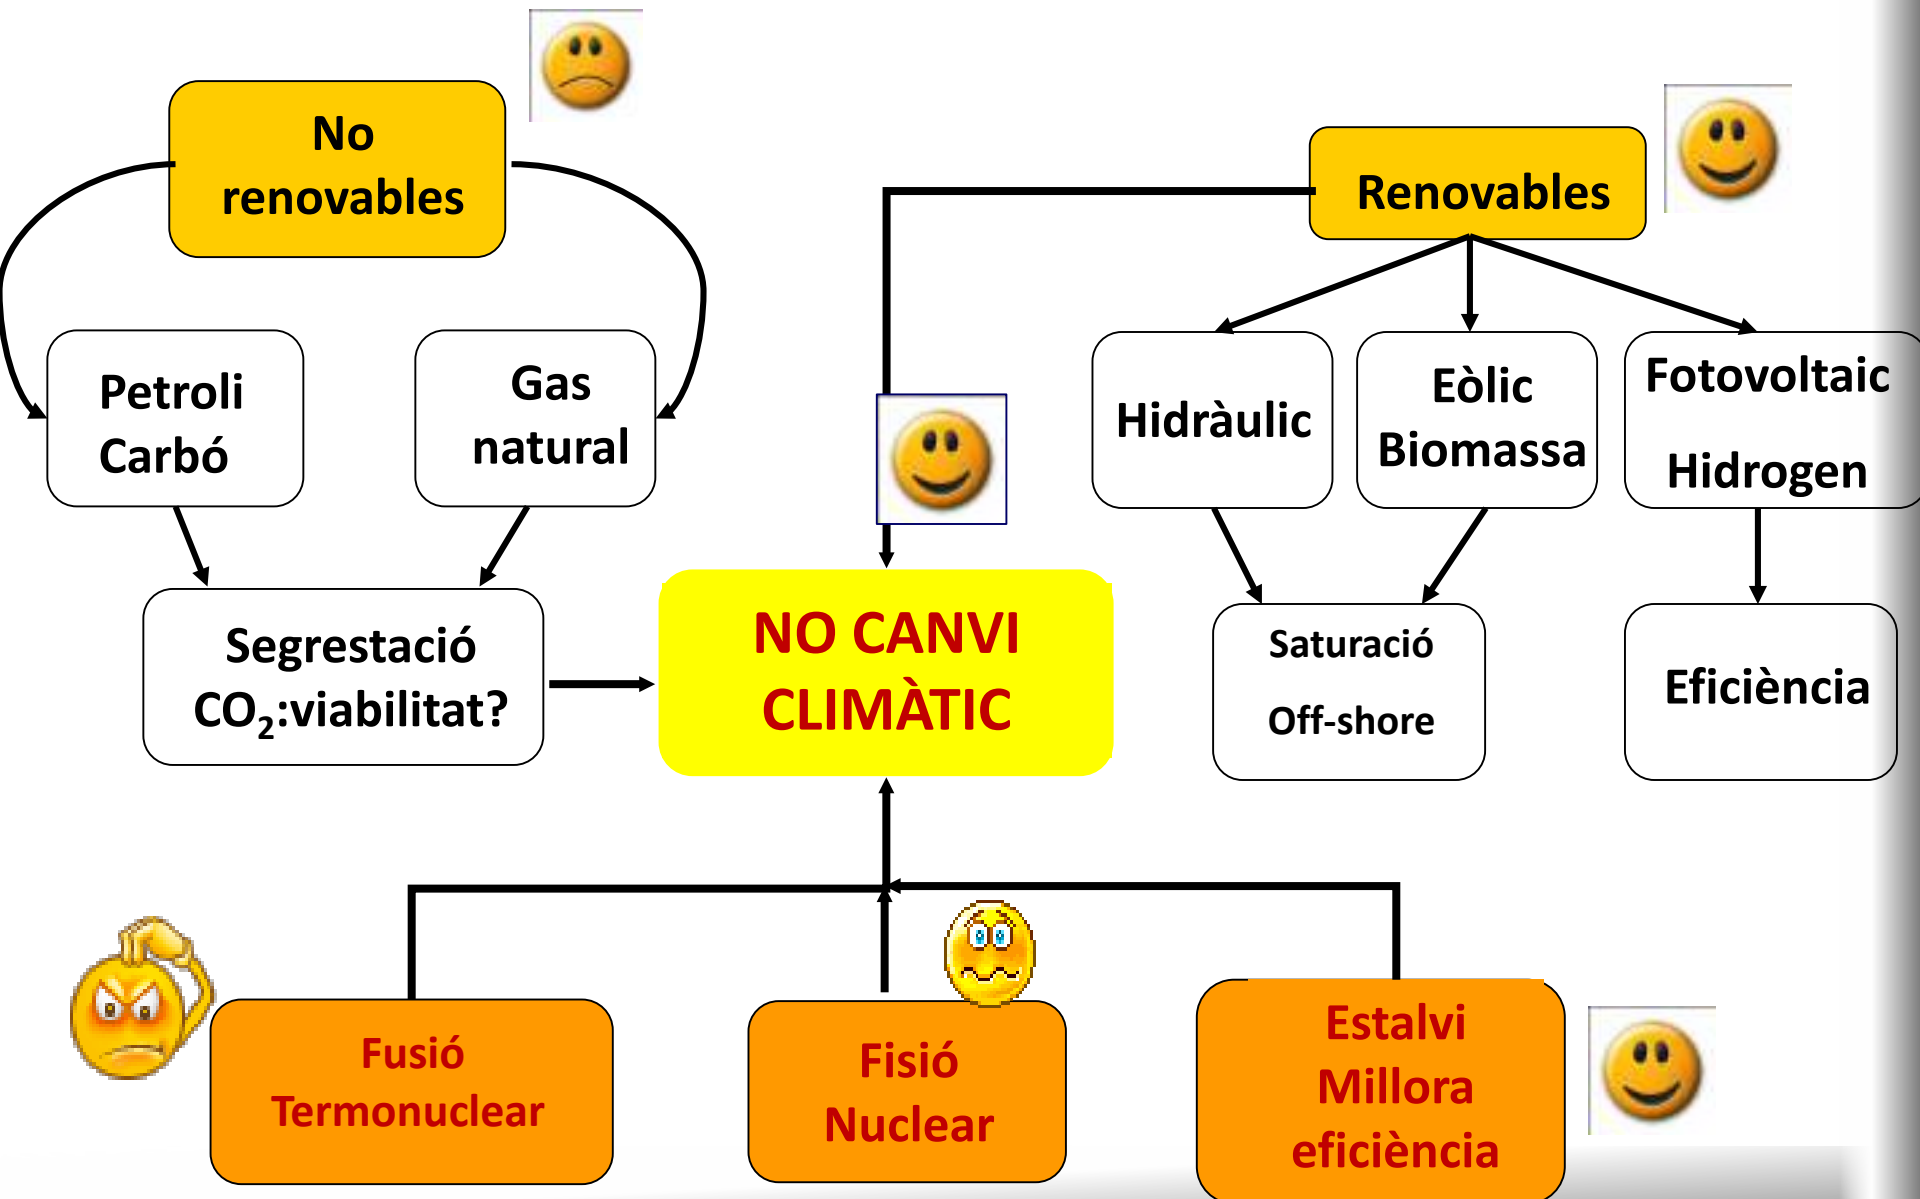 No
renovables
Renovables
Petroli
Carbó
Gas
natural
Hidràulic
Eòlic
Biomassa
Fotovoltaic
Hidrogen
Segrestació
CO₂:viabilitat?
NO CANVI
CLIMÀTIC
Saturació
Off-shore
Eficiència
Fusió
Termonuclear
Fisió
Nuclear
Estalvi
Millora
eficiència